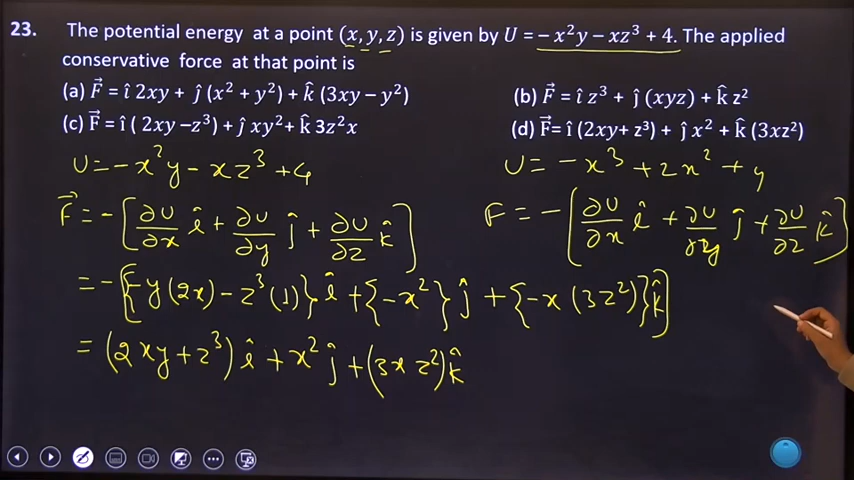 23. The potential energy at a point (x, y, z) is given by U = −x²y − xz³ + 4. The applied
conservative force at that point is
(a) F⃗ = î 2xy + ĵ (x² + y²) + k̂ (3xy − y²)
(b) F⃗ = î z³ + ĵ (xyz) + k̂ z²
(c) F⃗ = î ( 2xy −z³) + ĵ xy² + k̂ 3z²x
(d) F⃗= î (2xy+ z³) + ĵ x² + k̂ (3xz²)
U = −x²y − xz³ + 4
F⃗ = −[∂U/∂x î + ∂U/∂y ĵ + ∂U/∂z k̂]
= −[{−y(2x) − z³(1)} î + {−x²} ĵ + {−x(3z²)} k̂]
= (2xy + z³) î + x² ĵ + (3xz²) k̂
U = −x³ + 2x² + y
F = −[∂U/∂x î + ∂U/∂y ĵ + ∂U/∂z k̂]